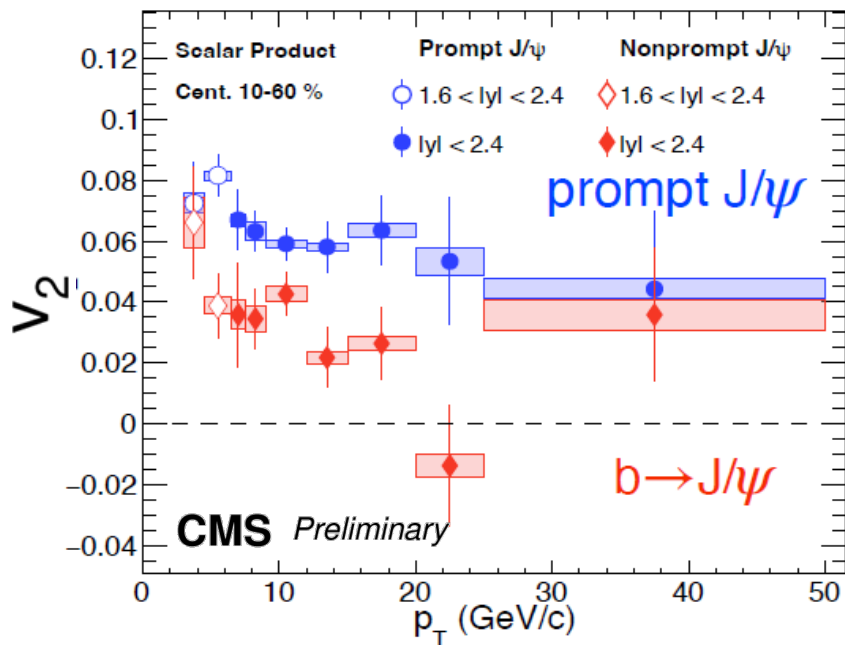 Scalar Product
Cent. 10-60 %
Prompt J/ψ
1.6 < |y| < 2.4
|y| < 2.4
Nonprompt J/ψ
1.6 < |y| < 2.4
|y| < 2.4
prompt J/ψ
b→J/ψ
CMS Preliminary
v2
0.12
0.1
0.08
0.06
0.04
0.02
0
−0.02
−0.04
0 10 20 30 40 50
pT (GeV/c)